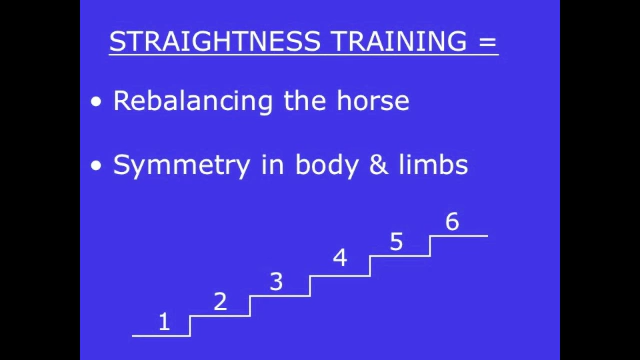 STRAIGHTNESS TRAINING =
• Rebalancing the horse
• Symmetry in body & limbs
6
5
4
3
2
1